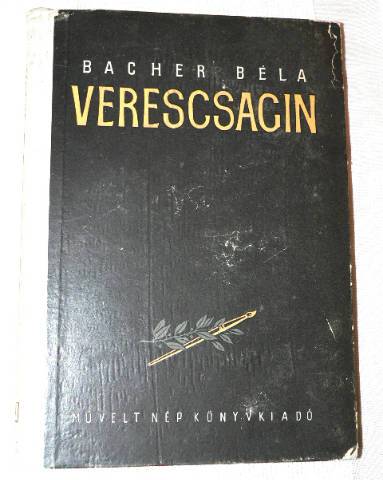 BACHER BÉLA
VERESCSAGIN
MŰVELT NÉP KÖNYVKIADÓ